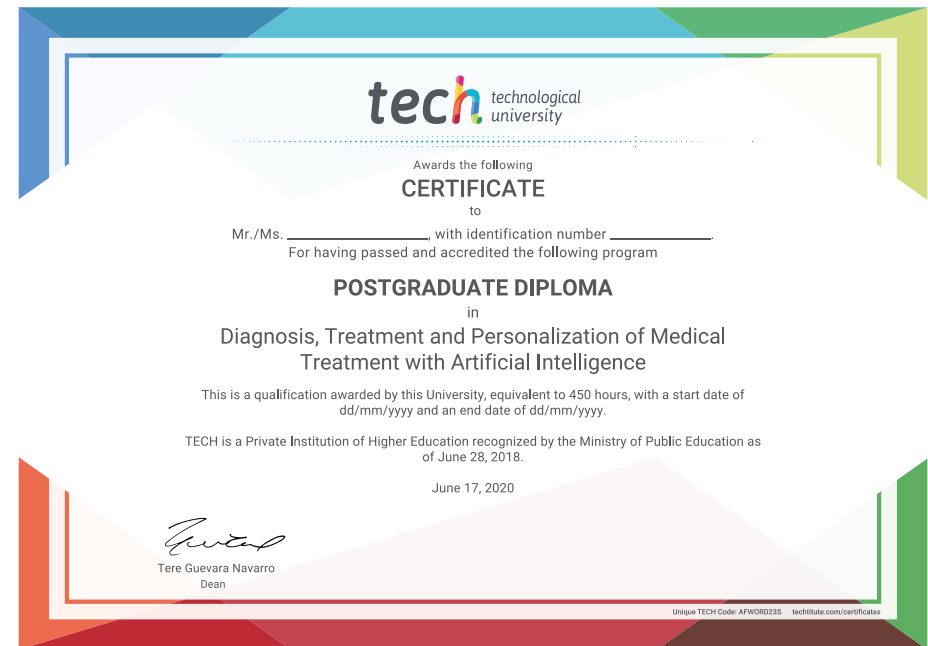 tech technological
university
Awards the following
CERTIFICATE
to
Mr./Ms. ____________________, with identification number ______________.
For having passed and accredited the following program
POSTGRADUATE DIPLOMA
in
Diagnosis, Treatment and Personalization of Medical
Treatment with Artificial Intelligence
This is a qualification awarded by this University, equivalent to 450 hours, with a start date of
dd/mm/yyyy and an end date of dd/mm/yyyy.
TECH is a Private Institution of Higher Education recognized by the Ministry of Public Education as
of June 28, 2018.
June 17, 2020
Tere Guevara Navarro
Dean
Unique TECH Code: AFWORD23S techtitute.com/certificates